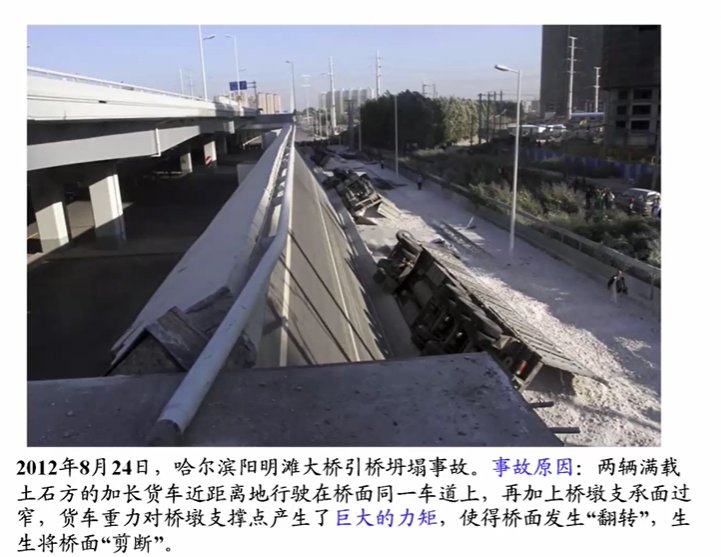 2012年8月24日，哈尔滨阳明滩大桥引桥坍塌事故。事故原因：两辆满载
土石方的加长货车近距离地行驶在桥面同一车道上，再加上桥墩支承面过
窄，货车重力对桥墩支撑点产生了巨大的力矩，使得桥面发生“翻转”，生
生将桥面“剪断”。